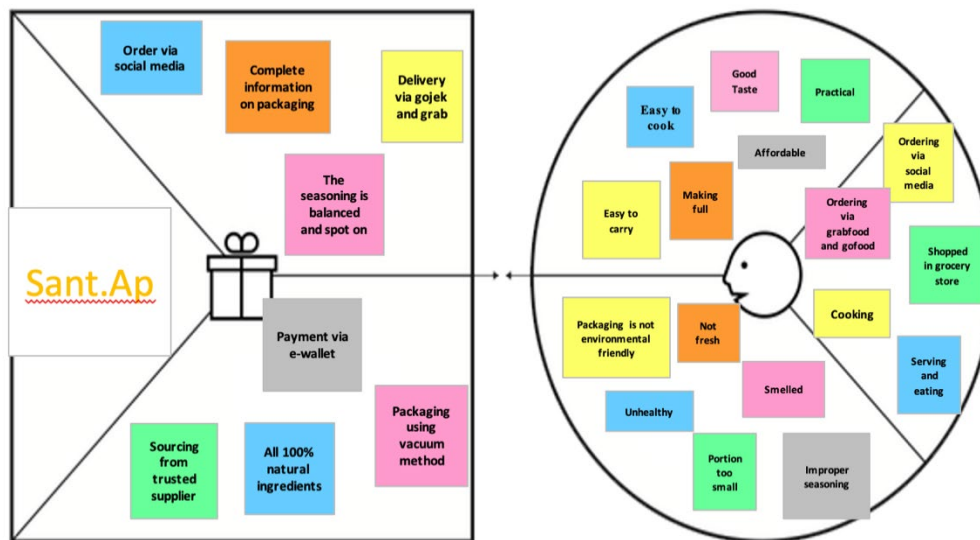 Order via
social media
Complete
information
on packaging
Delivery
via gojek
and grab
The
seasoning is
balanced
and spot on
Sant.Ap
Payment via
e-wallet
Packaging
using
vacuum
method
Sourcing
from
trusted
supplier
All 100%
natural
ingredients
Good
Taste
Practical
Easy to
cook
Affordable
Ordering
via
social
media
Making
full
Easy to
carry
Ordering
via
grabfood
and gofood
Shopped
in grocery
store
Packaging is not
environmental
friendly
Not
fresh
Cooking
Serving
and
eating
Smelled
Unhealthy
Portion
too
small
Improper
seasoning